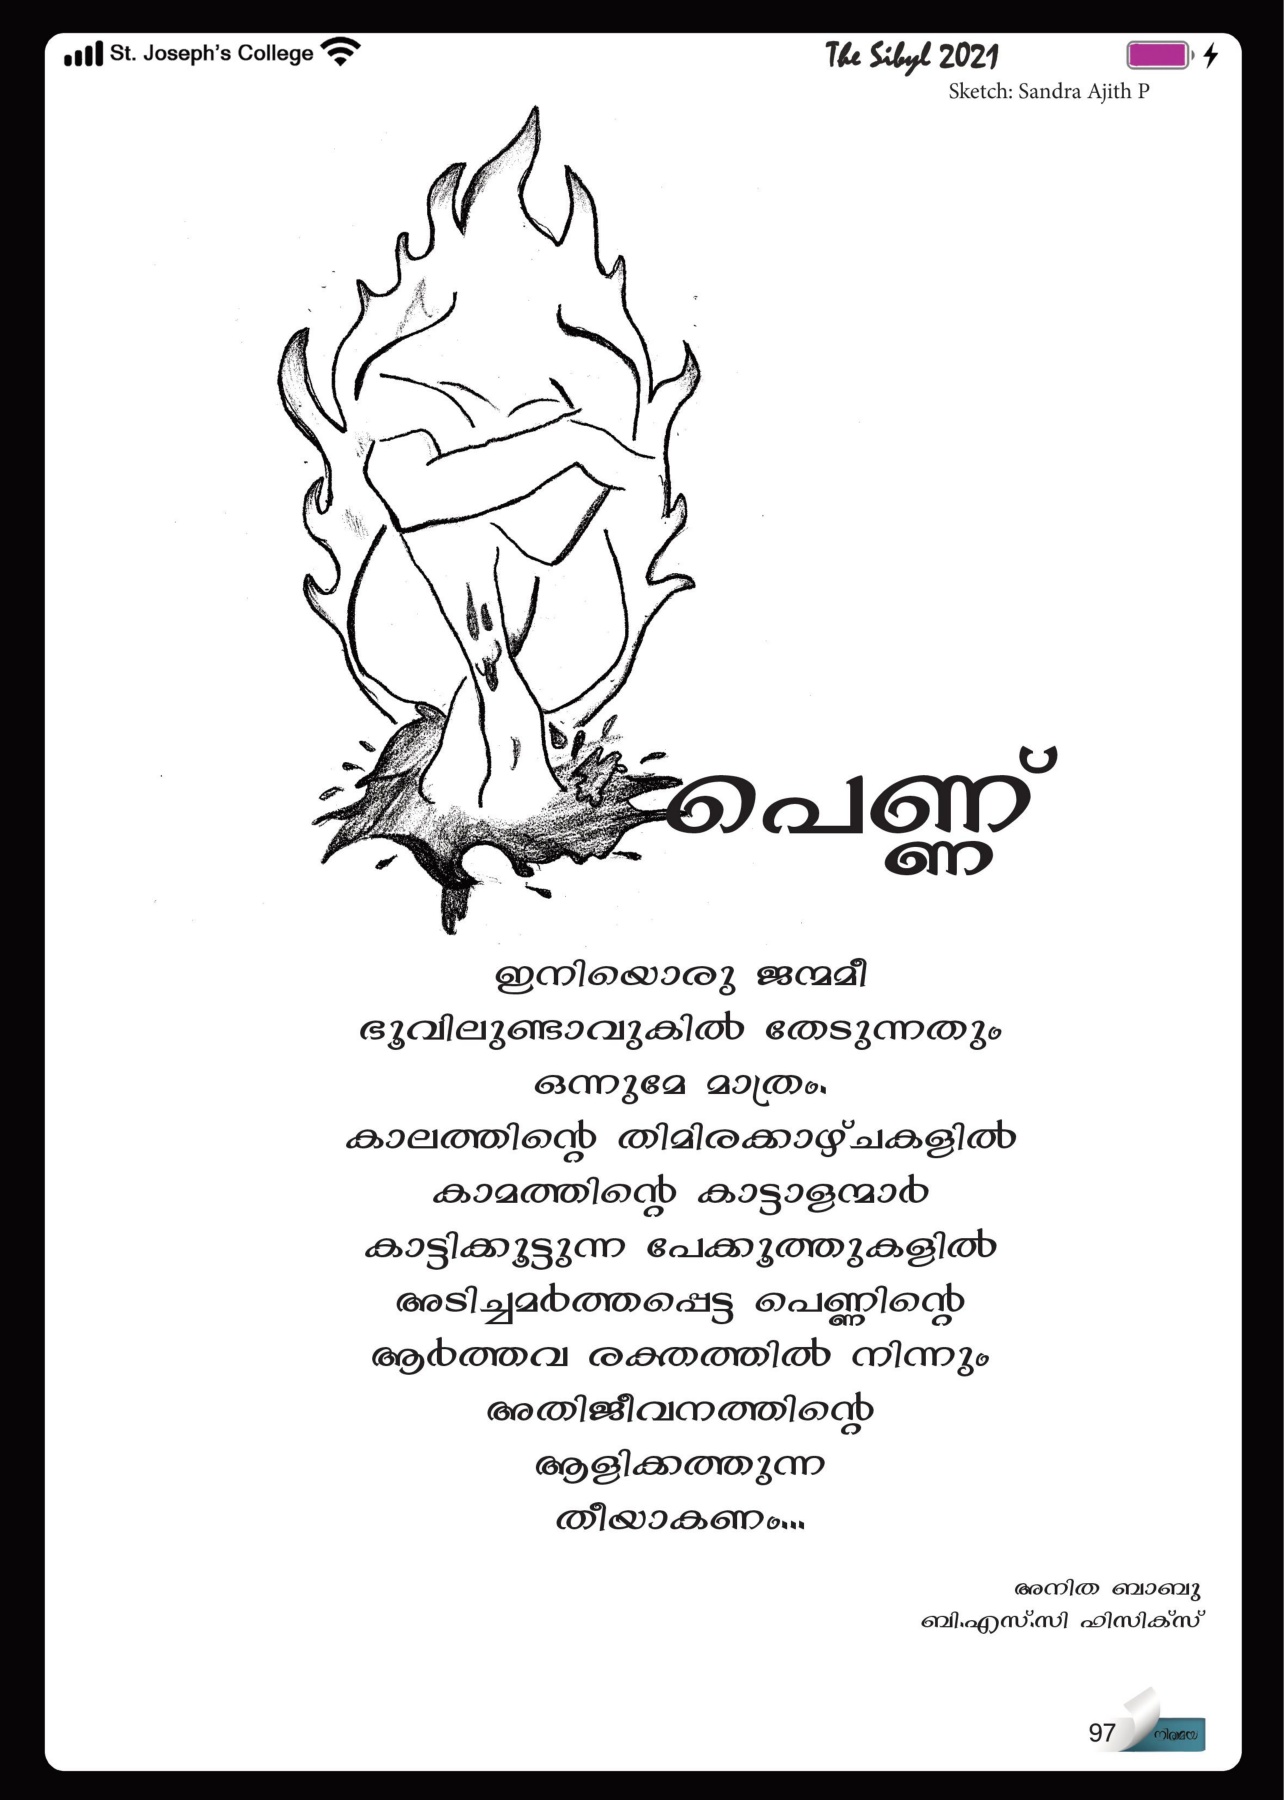 St. Joseph's College
The Sibyl 2021
Sketch: Sandra Ajith P
പെണ്ണ്
ഇനിയൊരു ജന്മമീ
ഭൂവിലുണ്ടാവുകിൽ തേടുന്നതും
ഒന്നുമേ മാത്രം.
കാലത്തിന്റെ തിമിരക്കാഴ്ചകളിൽ
കാമത്തിന്റെ കാട്ടാളന്മാർ
കാട്ടിക്കൂട്ടുന്ന പേക്കൂത്തുകളിൽ
അടിച്ചമർത്തപ്പെട്ട പെണ്ണിന്റെ
ആർത്തവ രക്തത്തിൽ നിന്നും
അതിജീവനത്തിന്റെ
ആളിക്കത്തുന്ന
തീയാകണം...
അനിത ബാബു
ബി.എസ്.സി ഫിസിക്സ്
97